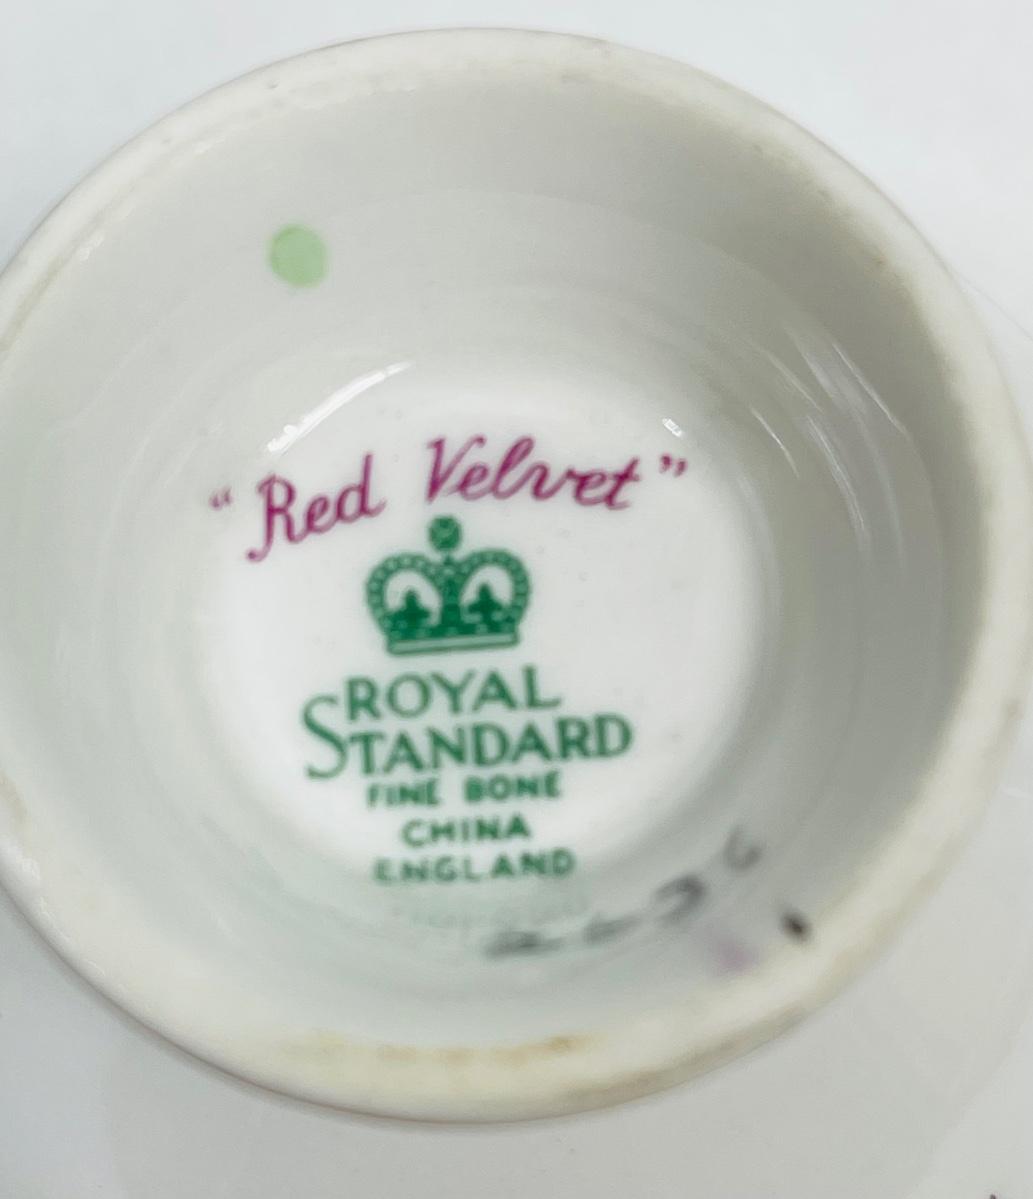 “Red Velvet”
ROYAL
STANDARD
FINE BONE
CHINA
ENGLAND